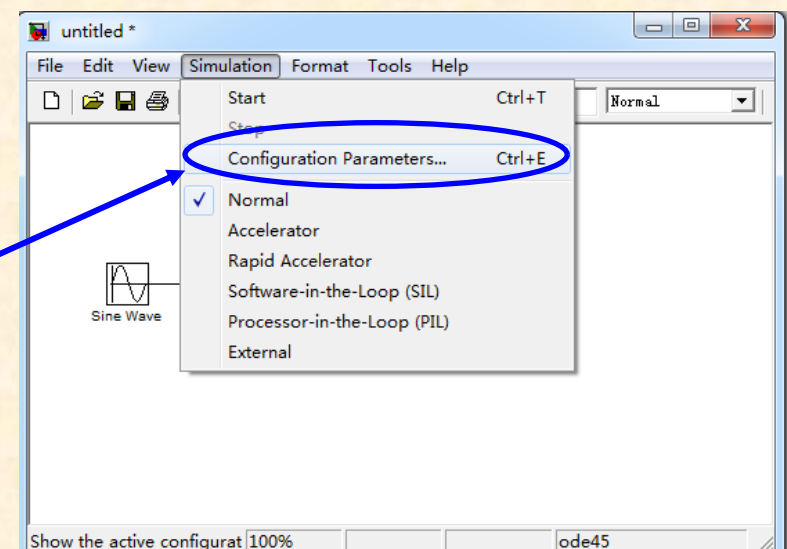 untitled *
File Edit View Simulation Format Tools Help
Normal
Start Ctrl+T
Stop
Configuration Parameters... Ctrl+E
Normal
Accelerator
Rapid Accelerator
Software-in-the-Loop (SIL)
Processor-in-the-Loop (PIL)
External
Sine Wave
Show the active configurat 100% ode45